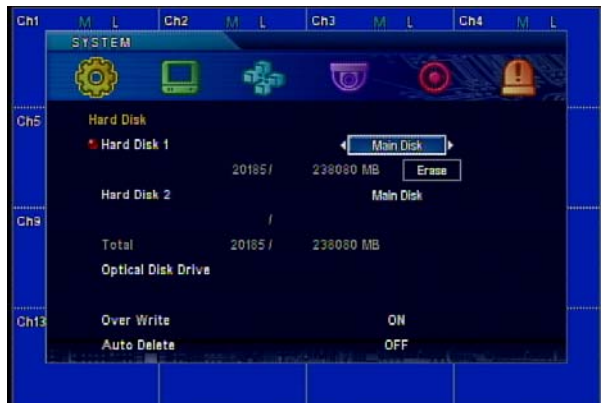 Ch1 M L Ch2 M L Ch3 M L Ch4 M L
SYSTEM
Ch5
Hard Disk
Hard Disk 1 Main Disk
20185 / 238080 MB Erase
Hard Disk 2 Main Disk
Ch9
/
Total 20185 / 238080 MB
Optical Disk Drive
Ch13
Over Write ON
Auto Delete OFF